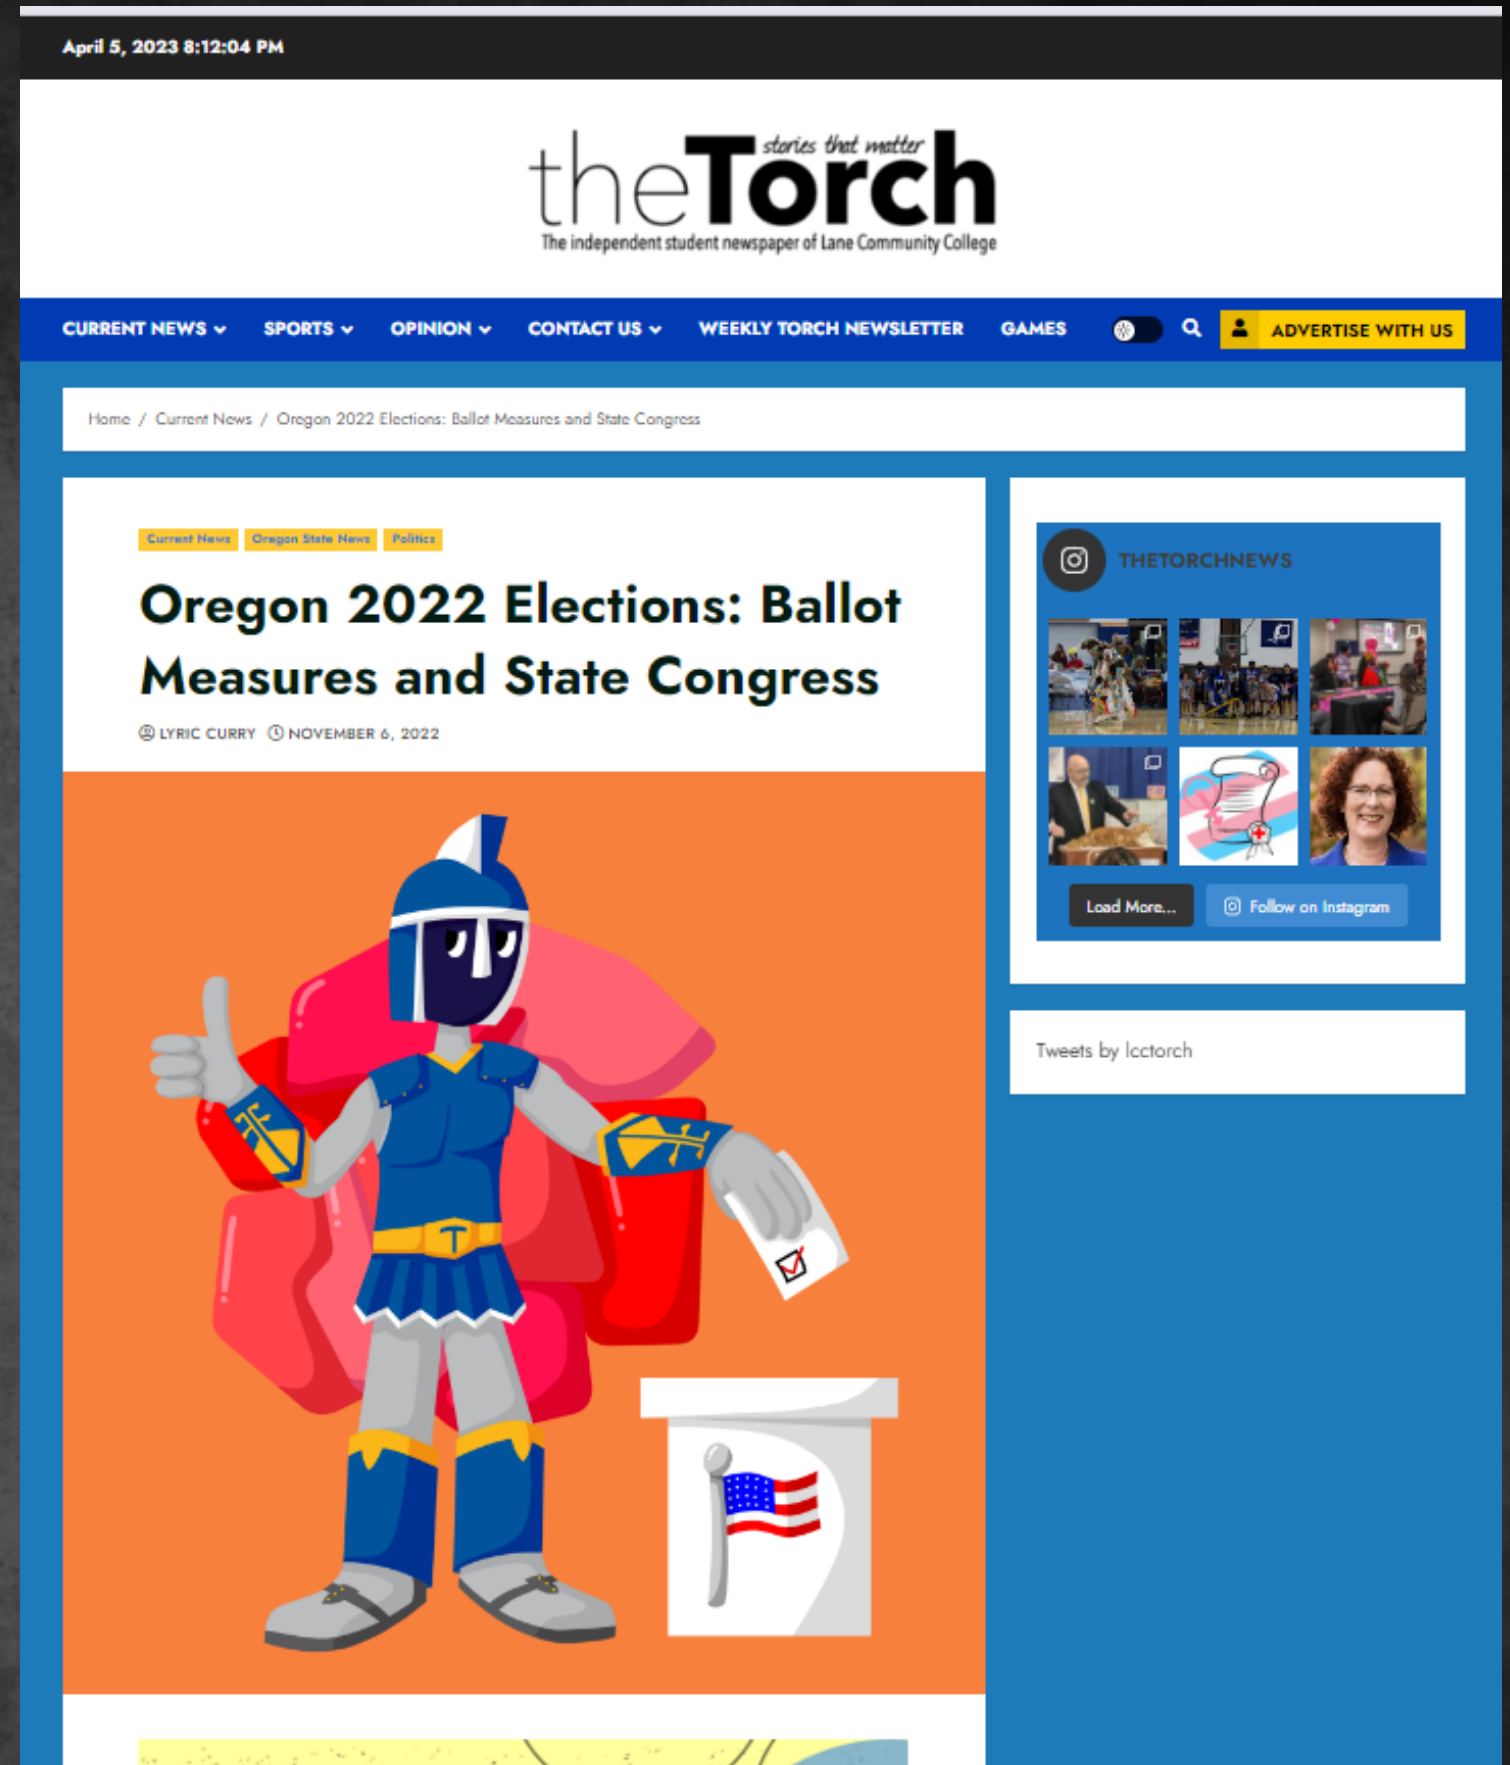 April 5, 2023 8:12:04 PM
stories that matter
theTorch
The independent student newspaper of Lane Community College
CURRENT NEWS
SPORTS
OPINION
CONTACT US
WEEKLY TORCH NEWSLETTER
GAMES
ADVERTISE WITH US
Home / Current News / Oregon 2022 Elections: Ballot Measures and State Congress
Current News
Oregon State News
Politics
Oregon 2022 Elections: Ballot
Measures and State Congress
LYRIC CURRY
NOVEMBER 6, 2022
T
THETORCHNEWS
Load More...
Follow on Instagram
Tweets by lcctorch